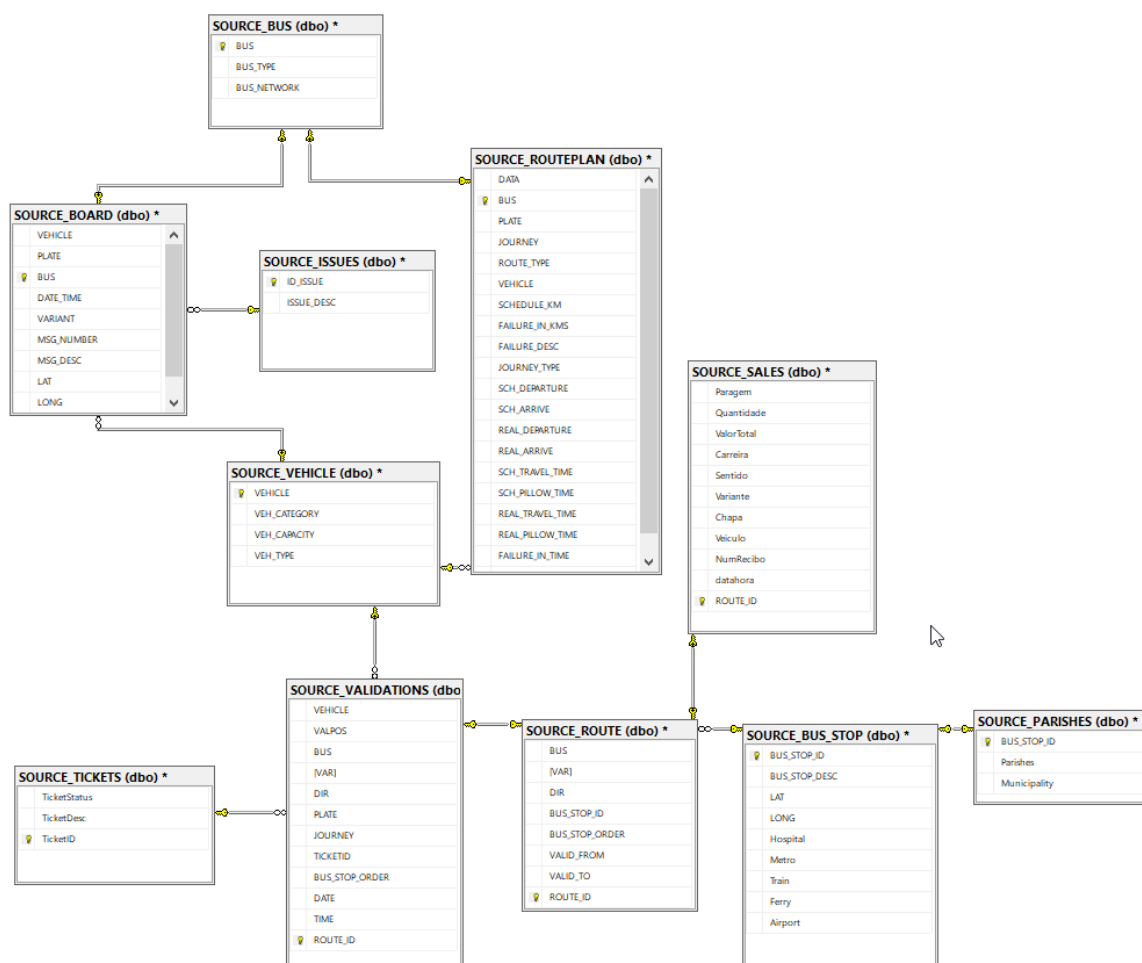 SOURCE_BUS (dbo) *
BUS
BUS_TYPE
BUS_NETWORK
SOURCE_ROUTEPLAN (dbo) *
DATA
BUS
PLATE
JOURNEY
ROUTE_TYPE
VEHICLE
SCHEDULE_KM
FAILURE_IN_KMS
FAILURE_DESC
JOURNEY_TYPE
SCH_DEPARTURE
SCH_ARRIVE
REAL_DEPARTURE
REAL_ARRIVE
SCH_TRAVEL_TIME
SCH_PILLOW_TIME
REAL_TRAVEL_TIME
REAL_PILLOW_TIME
FAILURE_IN_TIME
SOURCE_BOARD (dbo) *
VEHICLE
PLATE
BUS
DATE_TIME
VARIANT
MSG_NUMBER
MSG_DESC
LAT
LONG
SOURCE_ISSUES (dbo) *
ID_ISSUE
ISSUE_DESC
SOURCE_VEHICLE (dbo) *
VEHICLE
VEH_CATEGORY
VEH_CAPACITY
VEH_TYPE
SOURCE_SALES (dbo) *
Paragem
Quantidade
ValorTotal
Carreira
Sentido
Variante
Chapa
Veiculo
NumRecibo
datahora
ROUTE_ID
SOURCE_VALIDATIONS (dbo
VEHICLE
VALPOS
BUS
[VAR]
DIR
PLATE
JOURNEY
TICKETID
BUS_STOP_ORDER
DATE
TIME
ROUTE_ID
SOURCE_TICKETS (dbo) *
TicketStatus
TicketDesc
TicketID
SOURCE_ROUTE (dbo) *
BUS
[VAR]
DIR
BUS_STOP_ID
BUS_STOP_ORDER
VALID_FROM
VALID_TO
ROUTE_ID
SOURCE_BUS_STOP (dbo) *
BUS_STOP_ID
BUS_STOP_DESC
LAT
LONG
Hospital
Metro
Train
Ferry
Airport
SOURCE_PARISHES (dbo) *
BUS_STOP_ID
Parishes
Municipality